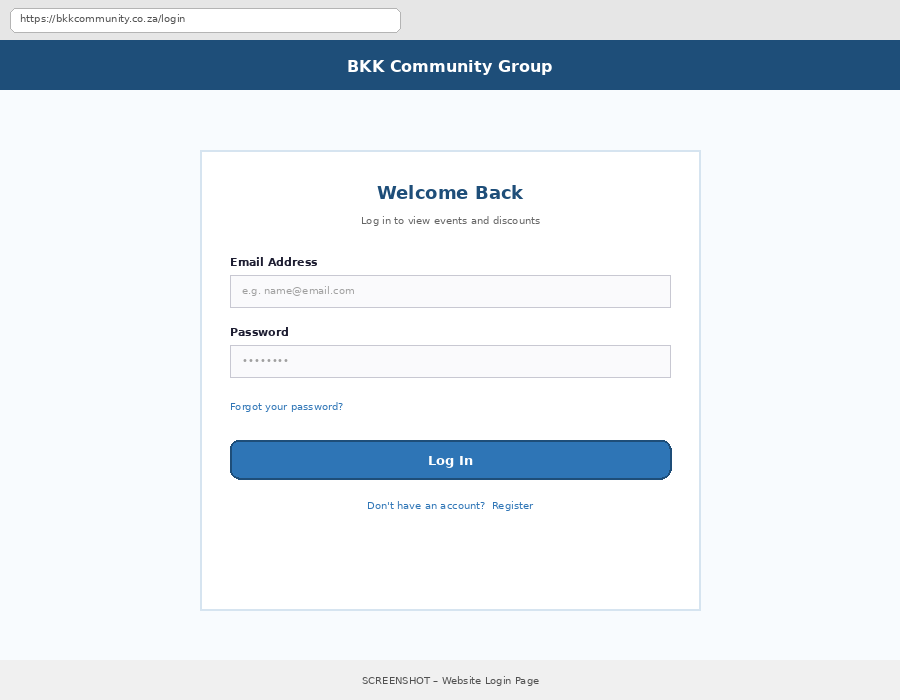 https://bkkcommunity.co.za/login
BKK Community Group
Welcome Back
Log in to view events and discounts
Email Address
e.g. name@email.com
Password
••••••••
Forgot your password?
Log In
Don't have an account?  Register
SCREENSHOT – Website Login Page